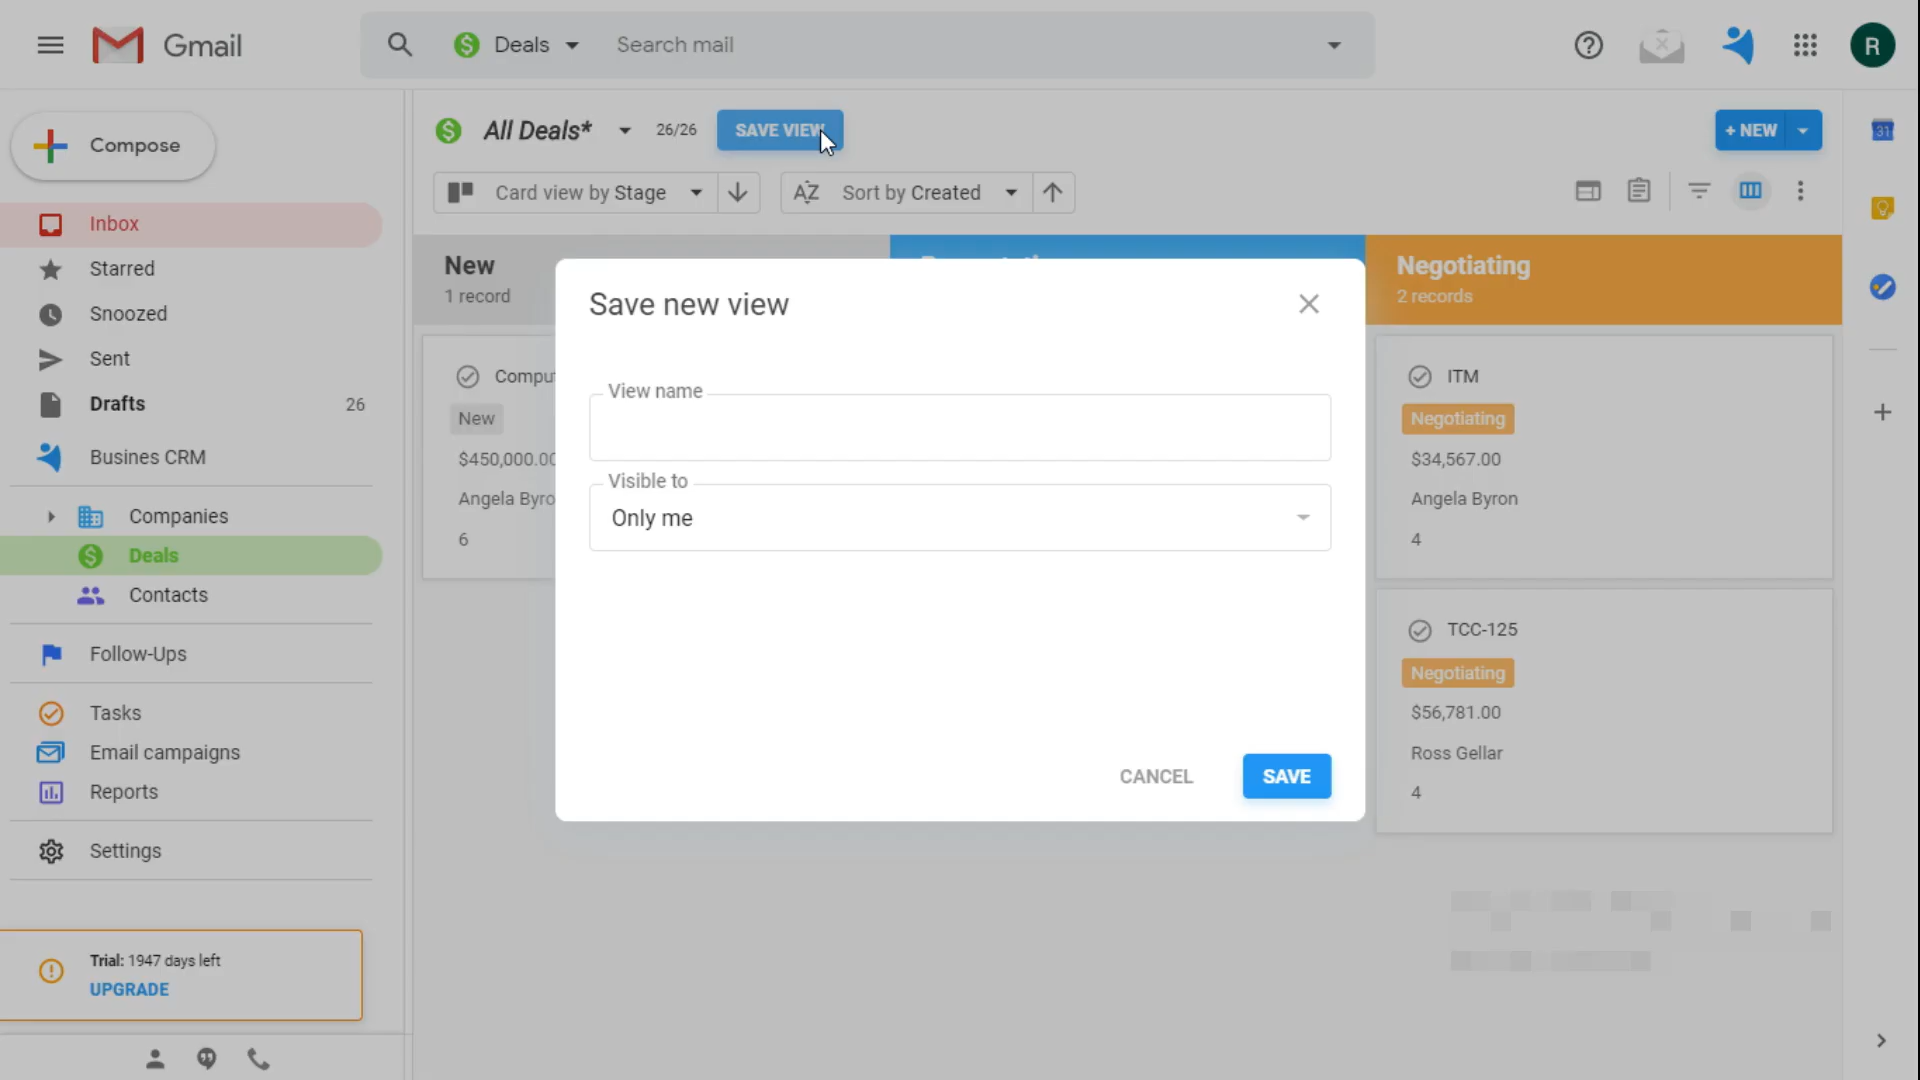 Gmail
Deals
Search mail
R
Compose
Inbox
Starred
Snoozed
Sent
Drafts 26
Busines CRM
Companies
Deals
Contacts
Follow-Ups
Tasks
Email campaigns
Reports
Settings
Trial: 1947 days left
UPGRADE
All Deals* 26/26 SAVE VIEW
+ NEW
Card view by Stage
AZ Sort by Created
New
1 record
New
$450,000.00
Angela Byro
6
Negotiating
2 records
ITM
Negotiating
$34,567.00
Angela Byron
4
TCC-125
Negotiating
$56,781.00
Ross Gellar
4
Save new view
View name
Visible to
Only me
CANCEL
SAVE
31